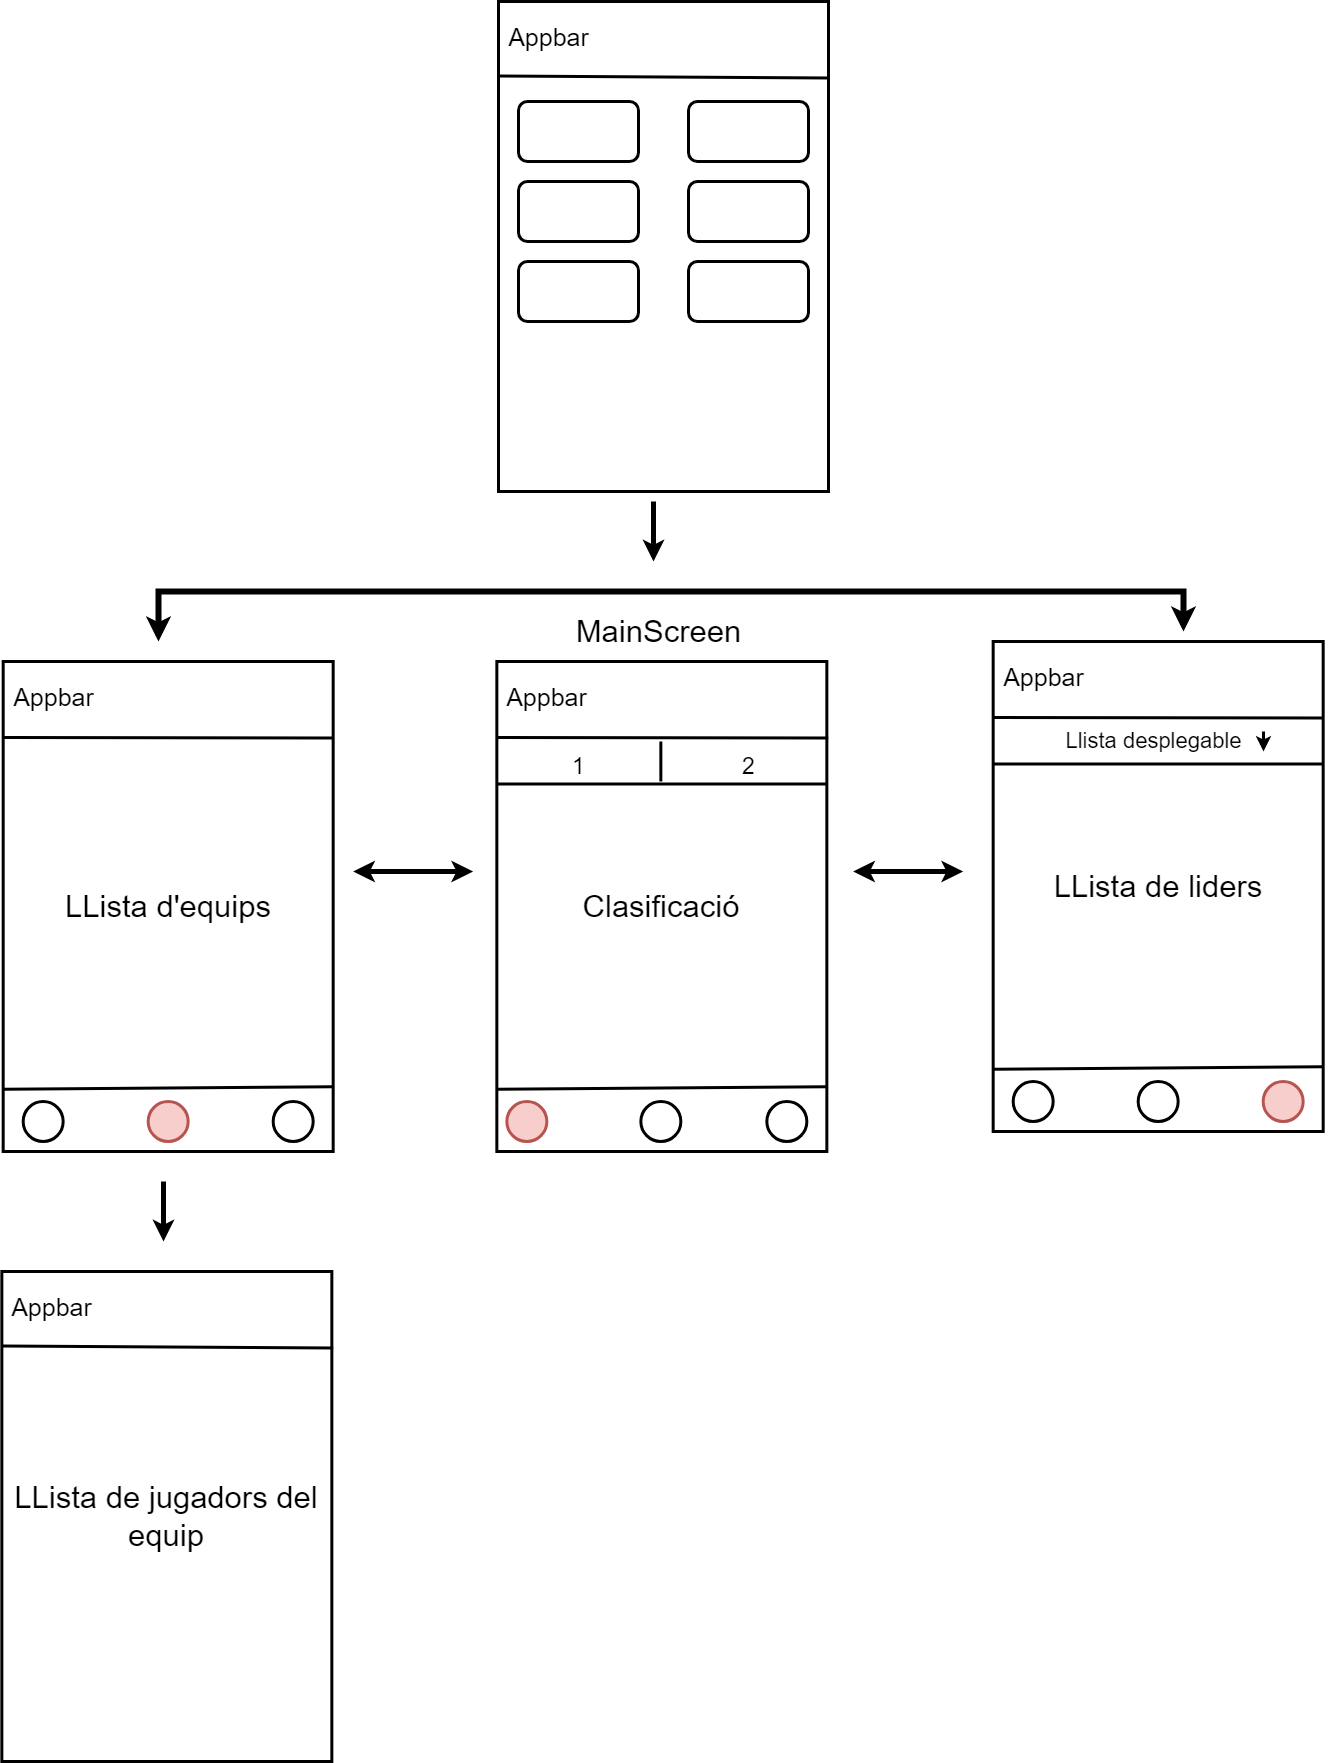 Appbar
MainScreen
Appbar
LLista d'equips
Appbar
1 2
Clasificació
Appbar
Llista desplegable
LLista de liders
Appbar
LLista de jugadors del
equip